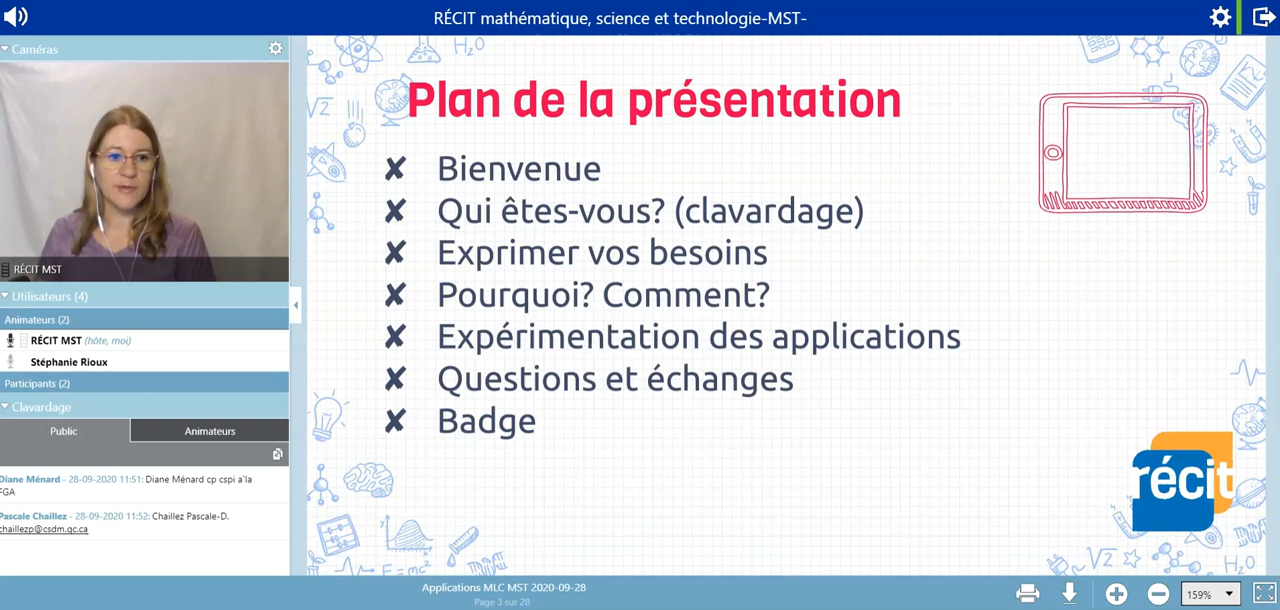 RÉCIT mathématique, science et technologie-MST-
Caméras
RÉCIT MST
Utilisateurs (4)
Animateurs (2)
RÉCIT MST (hôte, moi)
Stéphanie Rioux
Participants (2)
Clavardage
Public
Animateurs
Diane Ménard - 28-09-2020 11:51: Diane Ménard cp cspi a'la
FGA
Pascale Chaillez - 28-09-2020 11:52: Chaillez Pascale-D.
chaillezp@csdm.qc.ca
H2O
√2
Plan de la présentation
✘ Bienvenue
✘ Qui êtes-vous? (clavardage)
✘ Exprimer vos besoins
✘ Pourquoi? Comment?
✘ Expérimentation des applications
✘ Questions et échanges
✘ Badge
récit
E=mc²
√2
H2O
Applications MLC MST 2020-09-28
Page 3 sur 28
159%